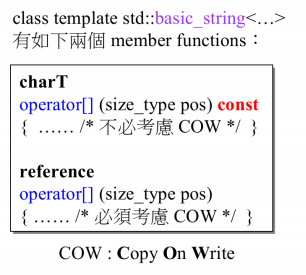 class template std::basic_string<…>
有如下兩個 member functions：
charT
operator[] (size_type pos) const
{ …… /* 不必考慮 COW */ }
reference
operator[] (size_type pos)
{ …… /* 必須考慮 COW */ }
COW : Copy On Write